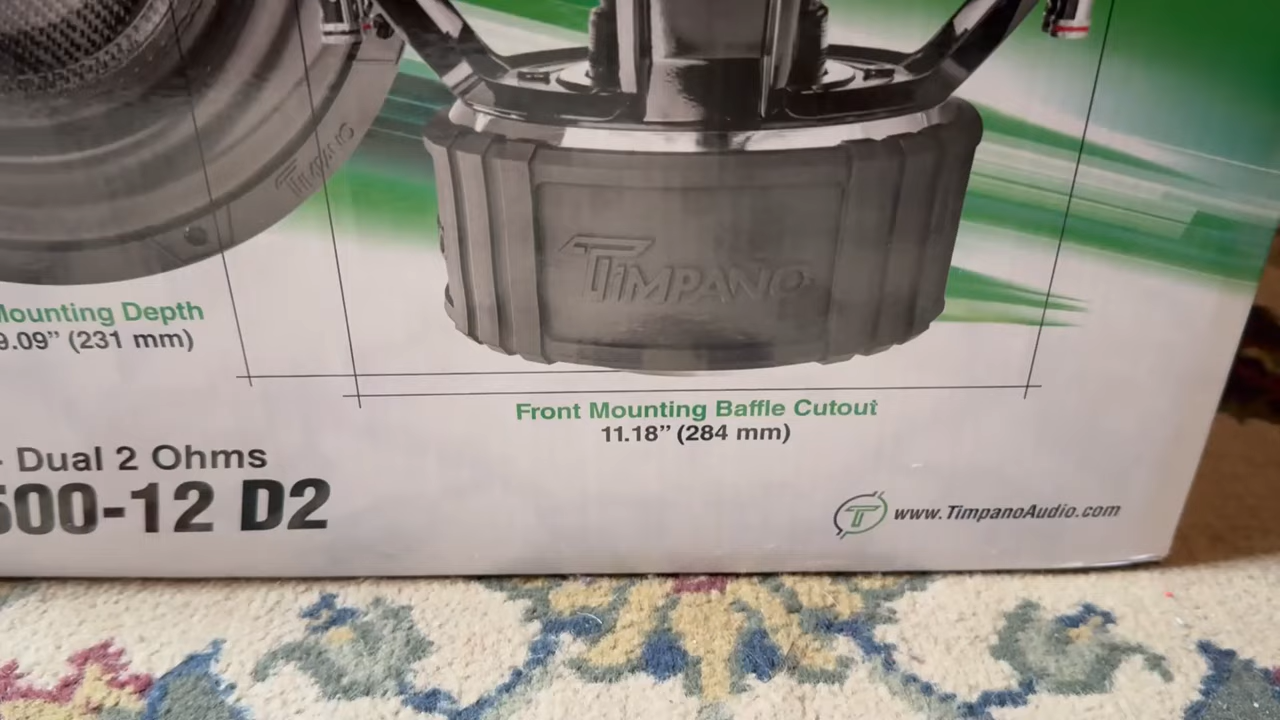 TIMPANO
TIMPANO
Mounting Depth
9.09” (231 mm)
Front Mounting Baffle Cutout
11.18” (284 mm)
- Dual 2 Ohms
500-12 D2
www.TimpanoAudio.com